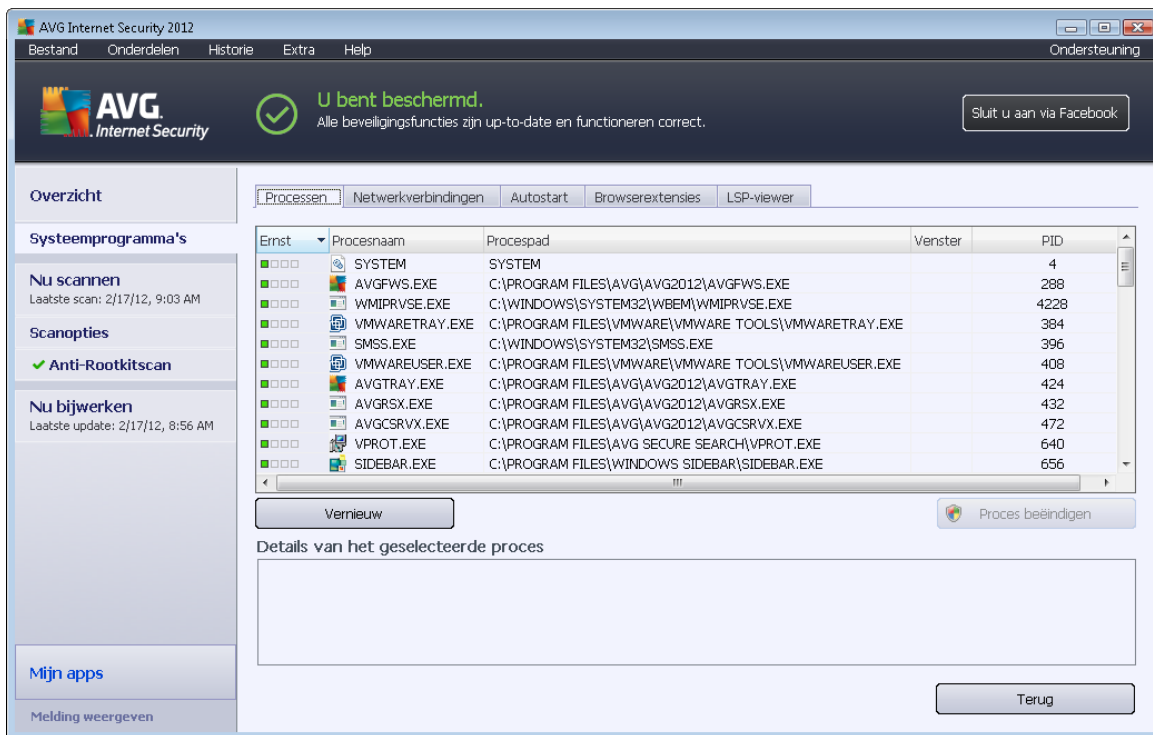 AVG Internet Security 2012
Bestand Onderdelen Historie Extra Help Ondersteuning
AVG.
Internet Security
U bent beschermd.
Alle beveiligingsfuncties zijn up-to-date en functioneren correct.
Sluit u aan via Facebook
Overzicht
Systeemprogramma's
Nu scannen
Laatste scan: 2/17/12, 9:03 AM
Scanopties
Anti-Rootkitscan
Nu bijwerken
Laatste update: 2/17/12, 8:56 AM
Mijn apps
Melding weergeven
Processen Netwerkverbindingen Autostart Browserextensies LSP-viewer
Ernst Procesnaam Procespad Venster PID
SYSTEM SYSTEM 4
AVGFWS.EXE C:\PROGRAM FILES\AVG\AVG2012\AVGFWS.EXE 288
WMIPRVSE.EXE C:\WINDOWS\SYSTEM32\WBEM\WMIPRVSE.EXE 4228
VMWARETRAY.EXE C:\PROGRAM FILES\VMWARE\VMWARE TOOLS\VMWARETRAY.EXE 384
SMSS.EXE C:\WINDOWS\SYSTEM32\SMSS.EXE 396
VMWAREUSER.EXE C:\PROGRAM FILES\VMWARE\VMWARE TOOLS\VMWAREUSER.EXE 408
AVGTRAY.EXE C:\PROGRAM FILES\AVG\AVG2012\AVGTRAY.EXE 424
AVGRSX.EXE C:\PROGRAM FILES\AVG\AVG2012\AVGRSX.EXE 432
AVGCSRVX.EXE C:\PROGRAM FILES\AVG\AVG2012\AVGCSRVX.EXE 472
VPROT.EXE C:\PROGRAM FILES\AVG SECURE SEARCH\VPROT.EXE 640
SIDEBAR.EXE C:\PROGRAM FILES\WINDOWS SIDEBAR\SIDEBAR.EXE 656
Vernieuw Proces beëindigen
Details van het geselecteerde proces
Terug